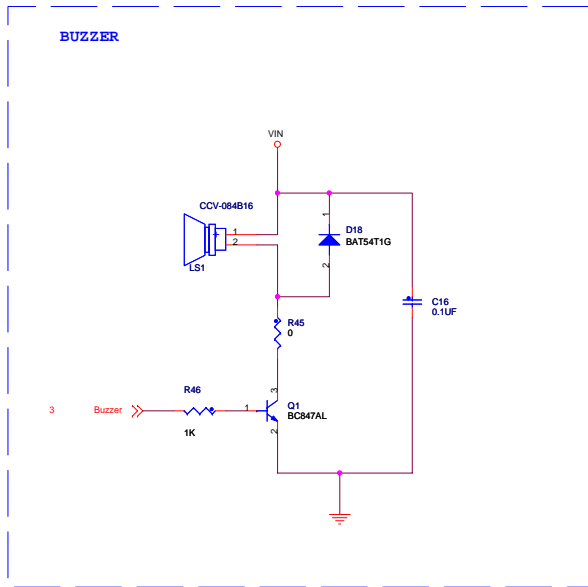 BUZZER
VIN
CCV-084B16
1
+
1
2
D18
BAT54T1G
LS1
2
C16
0.1UF
R45
0
R46
3
3 Buzzer
1
Q1
BC847AL
1K
2